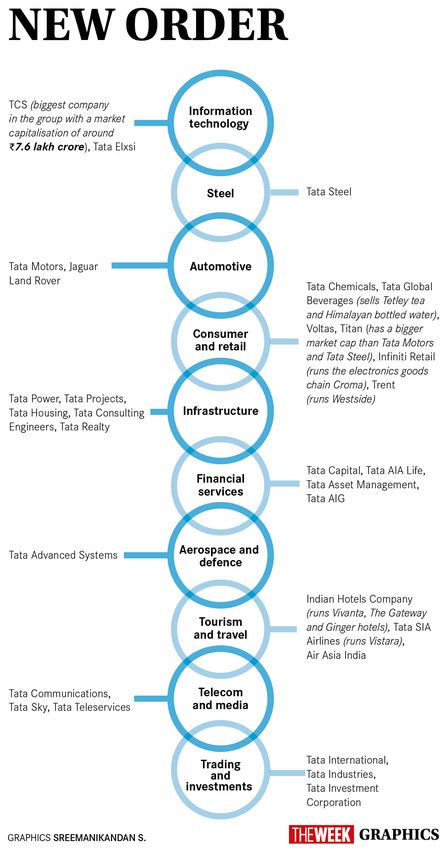 NEW ORDER
TCS (biggest company
in the group with a market
capitalisation of around
₹7.6 lakh crore), Tata Elxsi
Information
technology
Steel
Tata Steel
Tata Motors, Jaguar
Land Rover
Automotive
Consumer
and retail
Tata Chemicals, Tata Global
Beverages (sells Tetley tea
and Himalayan bottled water),
Voltas, Titan (has a bigger
market cap than Tata Motors
and Tata Steel), Infiniti Retail
(runs the electronics goods
chain Croma), Trent
(runs Westside)
Tata Power, Tata Projects,
Tata Housing, Tata Consulting
Engineers, Tata Realty
Infrastructure
Financial
services
Tata Capital, Tata AIA Life,
Tata Asset Management,
Tata AIG
Tata Advanced Systems
Aerospace and
defence
Tourism
and travel
Indian Hotels Company
(runs Vivanta, The Gateway
and Ginger hotels), Tata SIA
Airlines (runs Vistara),
Air Asia India
Tata Communications,
Tata Sky, Tata Teleservices
Telecom
and media
Trading
and
investments
Tata International,
Tata Industries,
Tata Investment
Corporation
GRAPHICS SREEMANIKANDAN S.
THE WEEK GRAPHICS